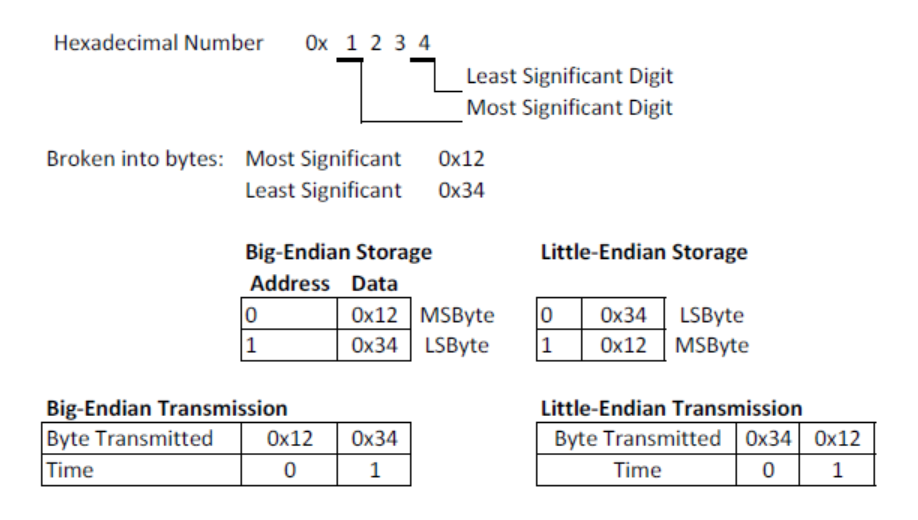 Hexadecimal Number 0x 1 2 3 4
Least Significant Digit
Most Significant Digit
Broken into bytes: Most Significant 0x12
Least Significant 0x34
Big-Endian Storage Little-Endian Storage
Address Data
0 0x12 MSByte 0 0x34 LSByte
1 0x34 LSByte 1 0x12 MSByte
Big-Endian Transmission Little-Endian Transmission
Byte Transmitted 0x12 0x34 Byte Transmitted 0x34 0x12
Time 0 1 Time 0 1